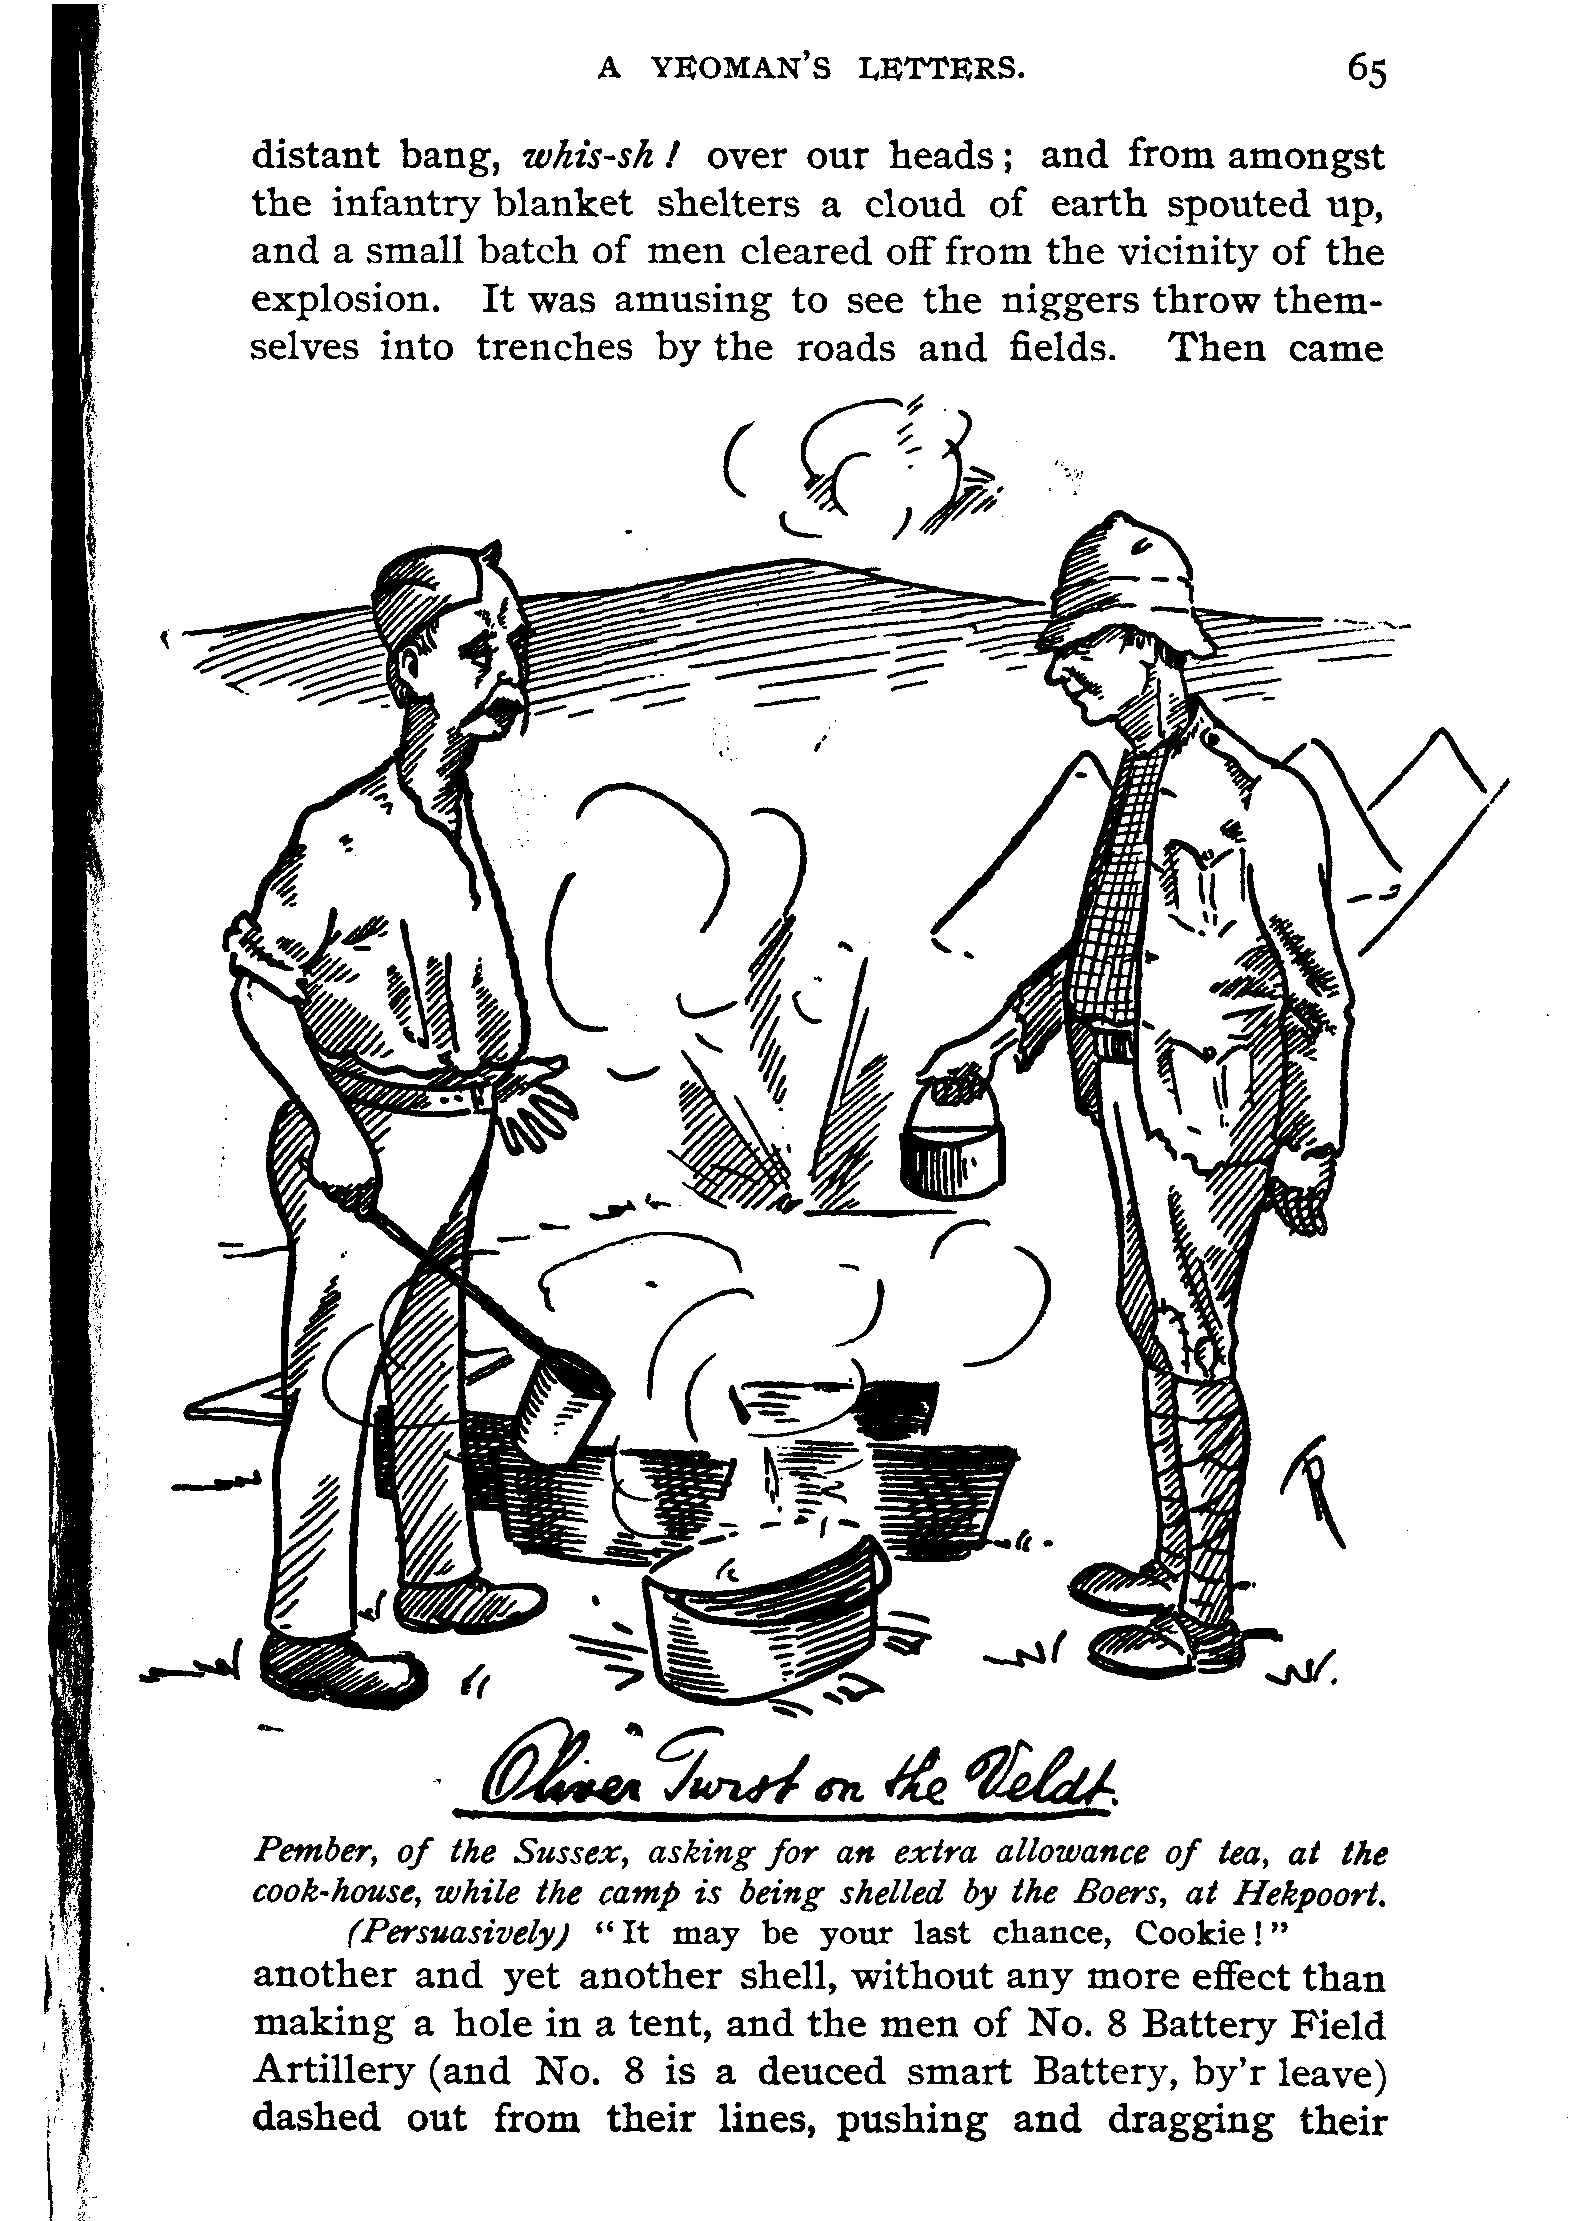 A YEOMAN'S LETTERS. 65
distant bang, whis-sh! over our heads; and from amongst
the infantry blanket shelters a cloud of earth spouted up,
and a small batch of men cleared off from the vicinity of the
explosion. It was amusing to see the niggers throw them-
selves into trenches by the roads and fields. Then came
R
Oliver Twist on the Veldt.
Pember, of the Sussex, asking for an extra allowance of tea, at the
cook-house, while the camp is being shelled by the Boers, at Hekpoort.
(Persuasively) "It may be your last chance, Cookie!"
another and yet another shell, without any more effect than
making a hole in a tent, and the men of No. 8 Battery Field
Artillery (and No. 8 is a deuced smart Battery, by'r leave)
dashed out from their lines, pushing and dragging their